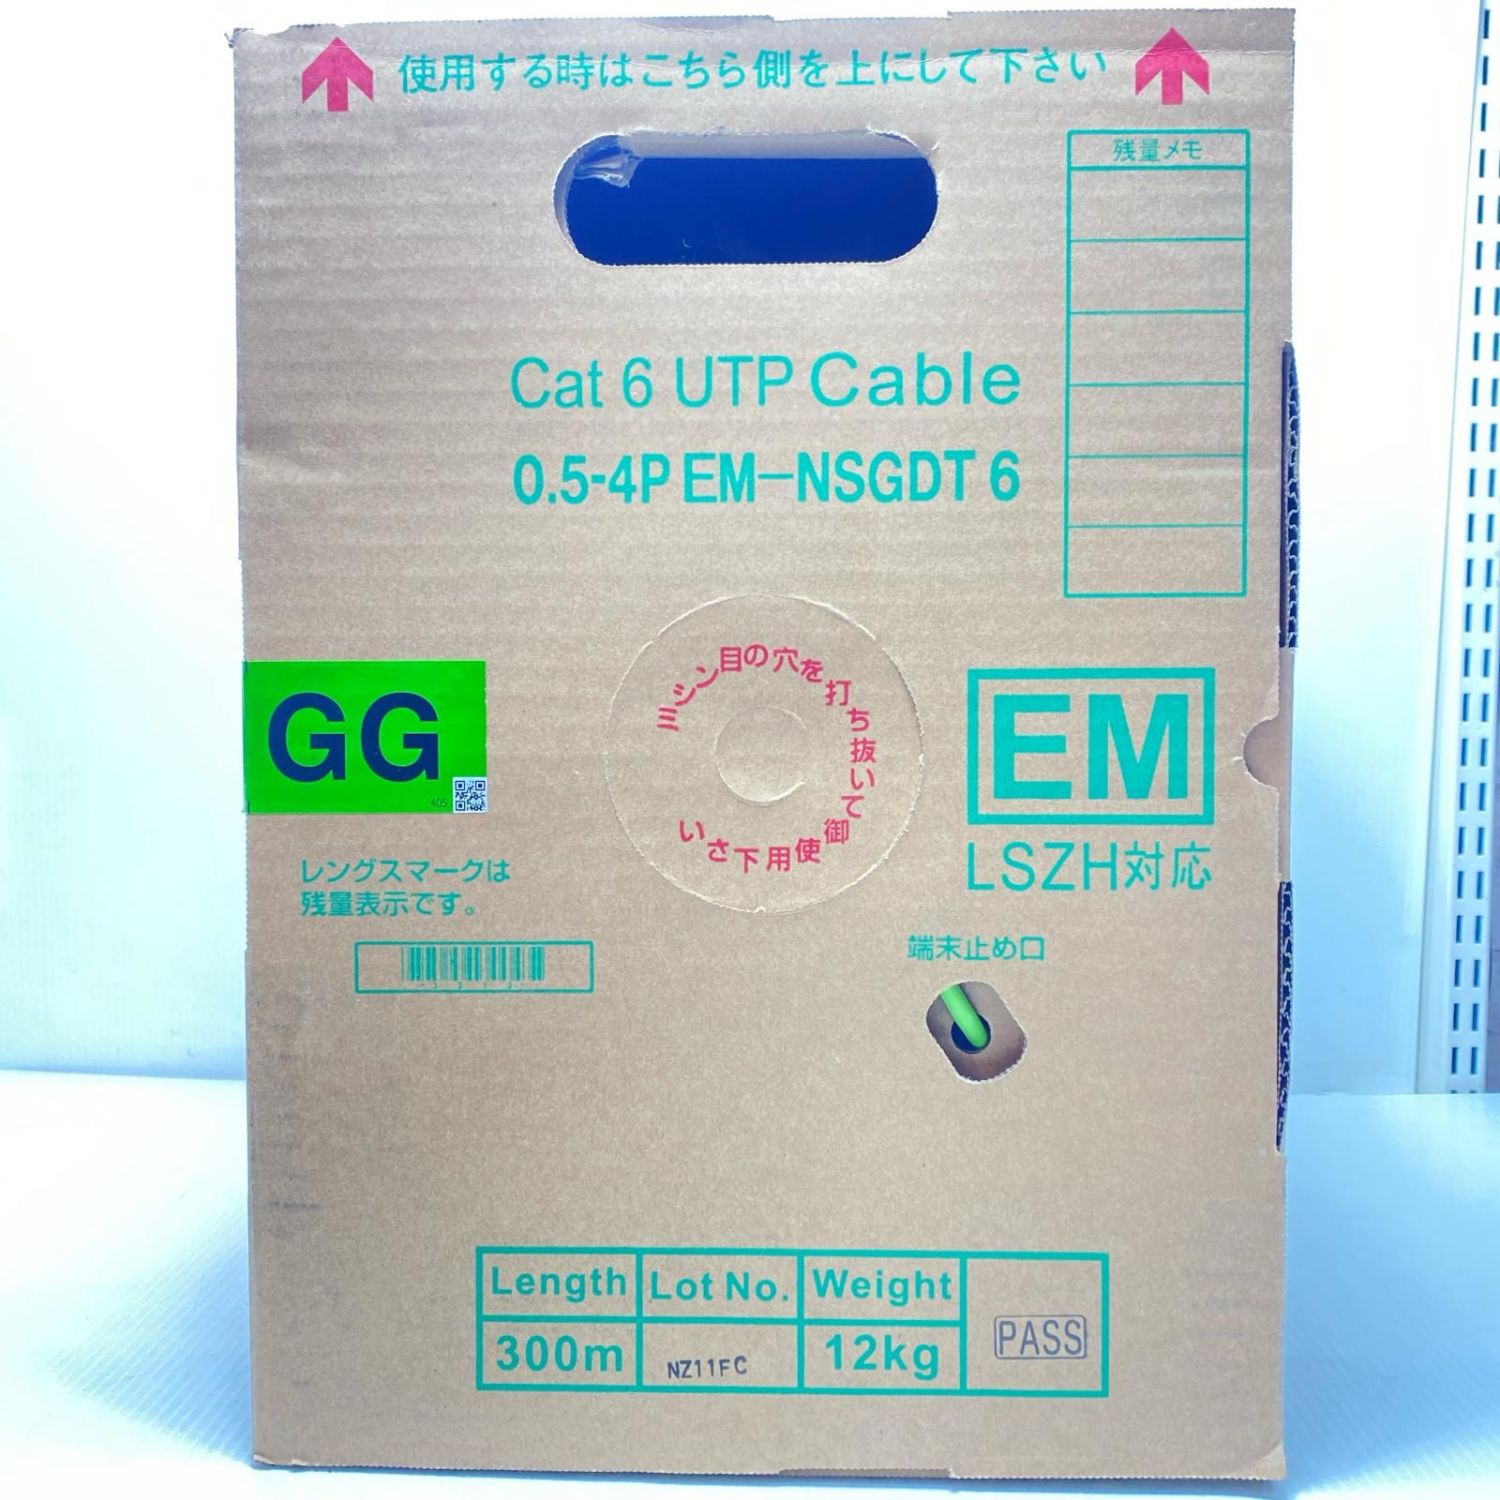 使用する時はこちら側を上にして下さい
残量メモ
Cat 6 UTP Cable
0.5-4P EM-NSGDT 6
ミシン目の穴を打ち抜いて御使用下さい
GG
405
EM
LSZH対応
レングスマークは
残量表示です。
端末止め口
Length Lot No. Weight
300m NZ11FC 12kg PASS